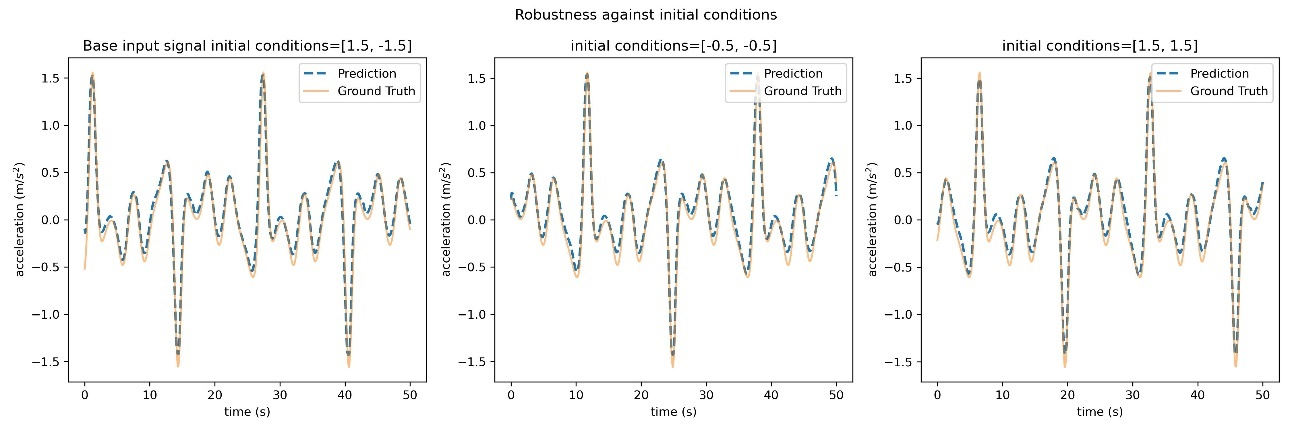 Robustness against initial conditions
Base input signal initial conditions=[1.5, -1.5]
Prediction
Ground Truth
1.5
1.0
0.5
0.0
−0.5
−1.0
−1.5
acceleration (m/s²)
0 10 20 30 40 50
time (s)
initial conditions=[-0.5, -0.5]
Prediction
Ground Truth
1.5
1.0
0.5
0.0
−0.5
−1.0
−1.5
acceleration (m/s²)
0 10 20 30 40 50
time (s)
initial conditions=[1.5, 1.5]
Prediction
Ground Truth
1.5
1.0
0.5
0.0
−0.5
−1.0
−1.5
acceleration (m/s²)
0 10 20 30 40 50
time (s)